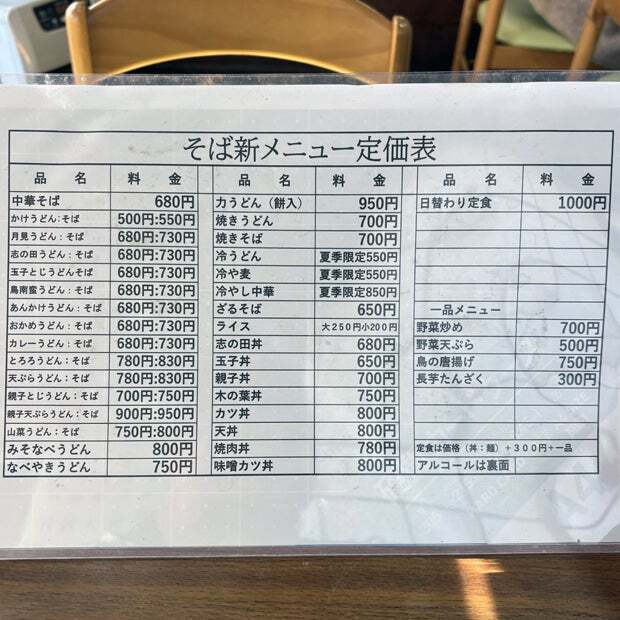 そば新メニュー定価表
品名 料金
中華そば 680円
かけうどん:そば 500円:550円
月見うどん:そば 680円:730円
志の田うどん:そば 680円:730円
玉子とじうどんそば 680円:730円
鳥南蛮うどん:そば 680円:730円
あんかけうどん:そば 680円:730円
おかめうどん:そば 680円:730円
カレーうどん:そば 680円:730円
とろろうどん:そば 780円:830円
天ぷらうどん:そば 780円:830円
親子とじうどん:そば 700円:750円
親子天ぷらうどん:そば 900円:950円
山菜うどん:そば 750円:800円
みそなべうどん 800円
なべやきうどん 750円
品名 料金
力うどん(餅入) 950円
焼きうどん 700円
焼きそば 700円
冷うどん 夏季限定550円
冷や麦 夏季限定550円
冷やし中華 夏季限定850円
ざるそば 650円
ライス 大250円小200円
志の田丼 680円
玉子丼 650円
親子丼 700円
木の葉丼 750円
カツ丼 800円
天丼 800円
焼肉丼 780円
味噌カツ丼 800円
品名 料金
日替わり定食 1000円
一品メニュー
野菜炒め 700円
野菜天ぷら 500円
鳥の唐揚げ 750円
長芋たんざく 300円
定食は価格(丼:麺)+300円+一品
アルコールは裏面